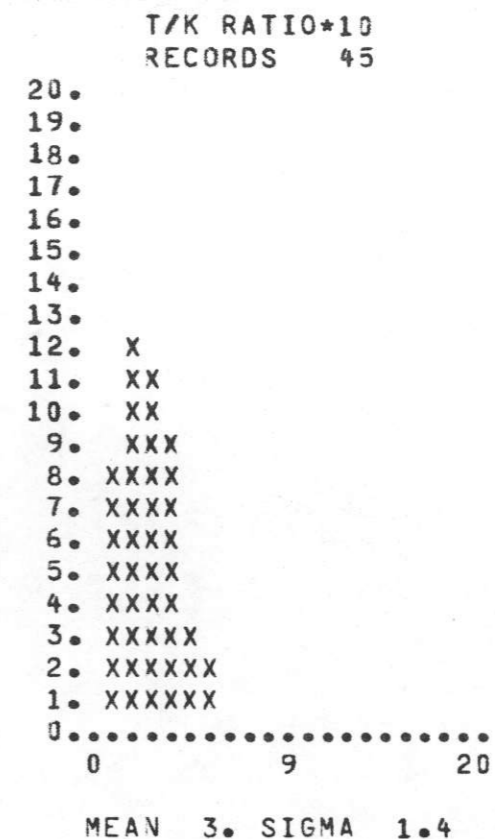 T/K RATIO*10
RECORDS 45
20.
19.
18.
17.
16.
15.
14.
13.
12. X
11. XX
10. XX
9. XXX
8. XXXX
7. XXXX
6. XXXX
5. XXXX
4. XXXX
3. XXXXX
2. XXXXXX
1. XXXXXX
0......................
0 9 20
MEAN 3. SIGMA 1.4